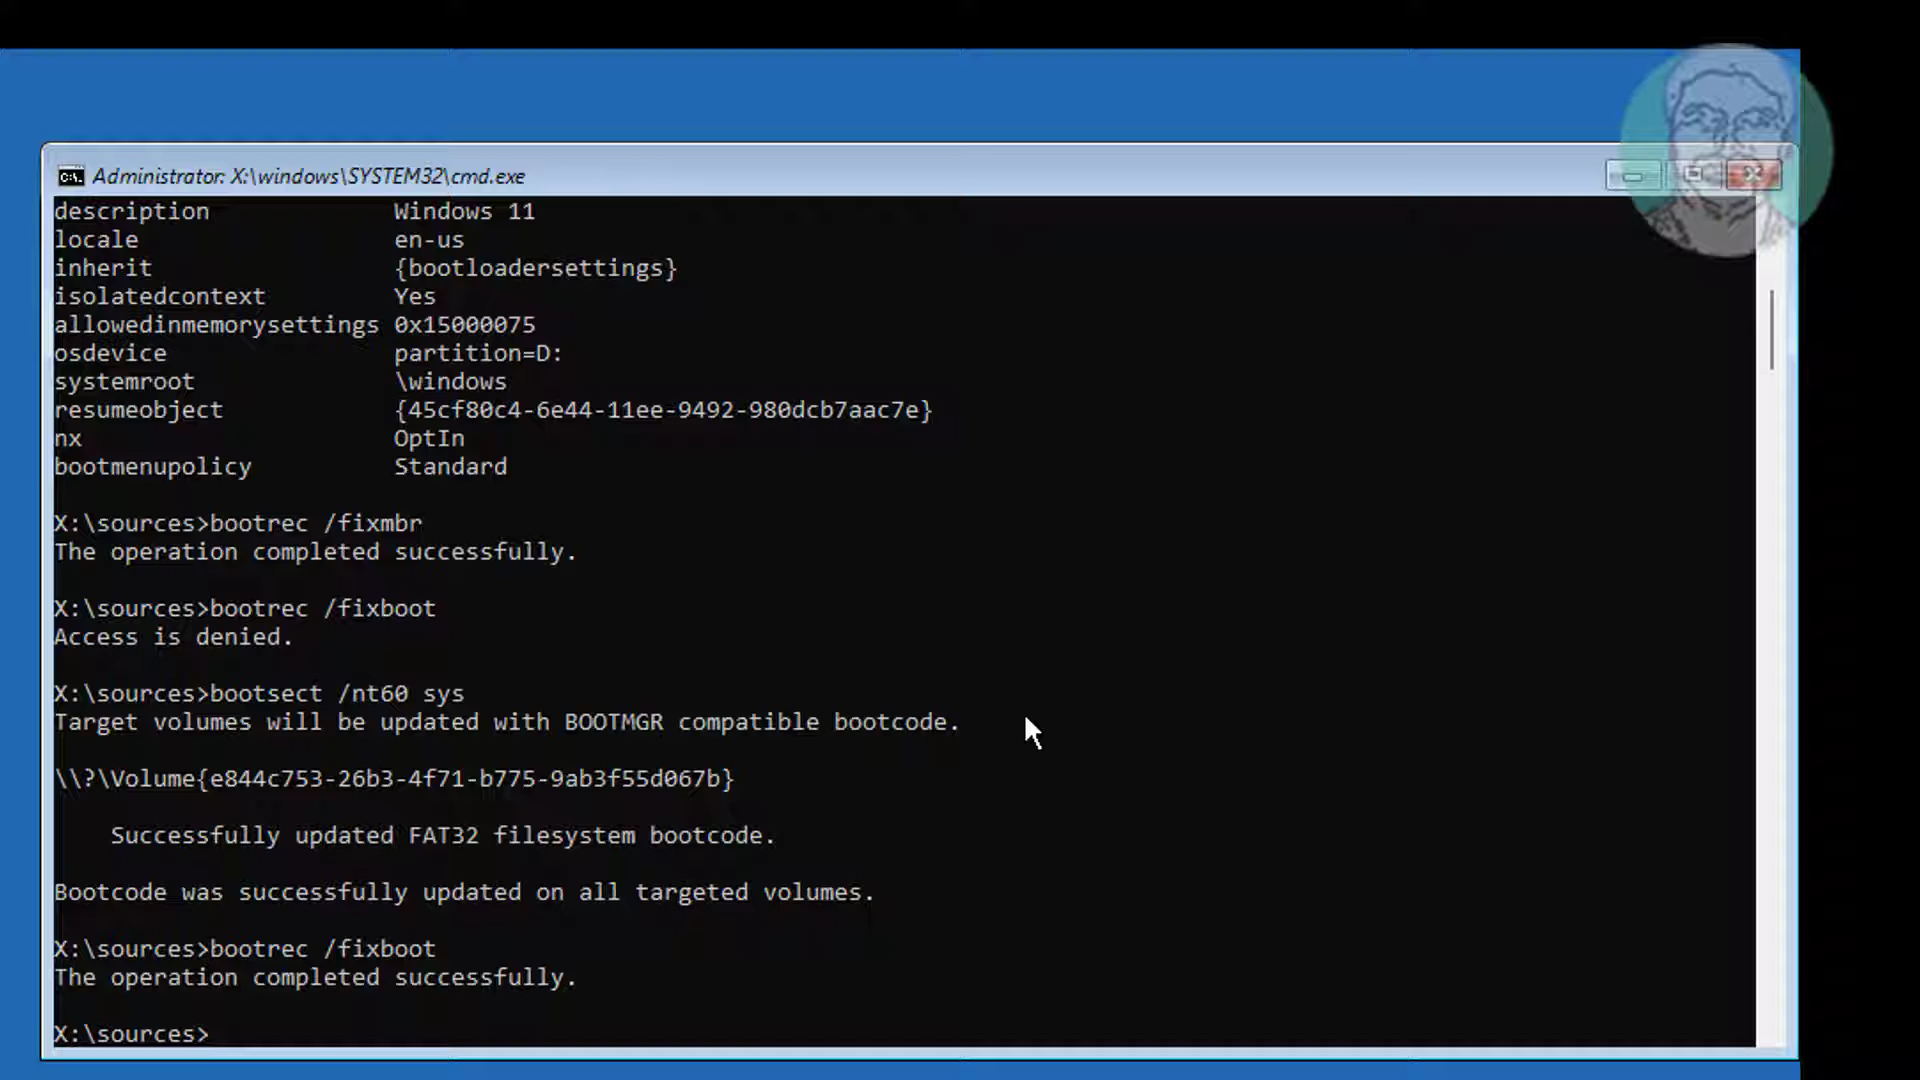 Administrator: X:\windows\SYSTEM32\cmd.exe
description Windows 11
locale en-us
inherit {bootloadersettings}
isolatedcontext Yes
allowedinmemorysettings 0x15000075
osdevice partition=D:
systemroot \windows
resumeobject {45cf80c4-6e44-11ee-9492-980dcb7aac7e}
nx OptIn
bootmenupolicy Standard
X:\sources>bootrec /fixmbr
The operation completed successfully.
X:\sources>bootrec /fixboot
Access is denied.
X:\sources>bootsect /nt60 sys
Target volumes will be updated with BOOTMGR compatible bootcode.
\\?\Volume{e844c753-26b3-4f71-b775-9ab3f55d067b}
Successfully updated FAT32 filesystem bootcode.
Bootcode was successfully updated on all targeted volumes.
X:\sources>bootrec /fixboot
The operation completed successfully.
X:\sources>